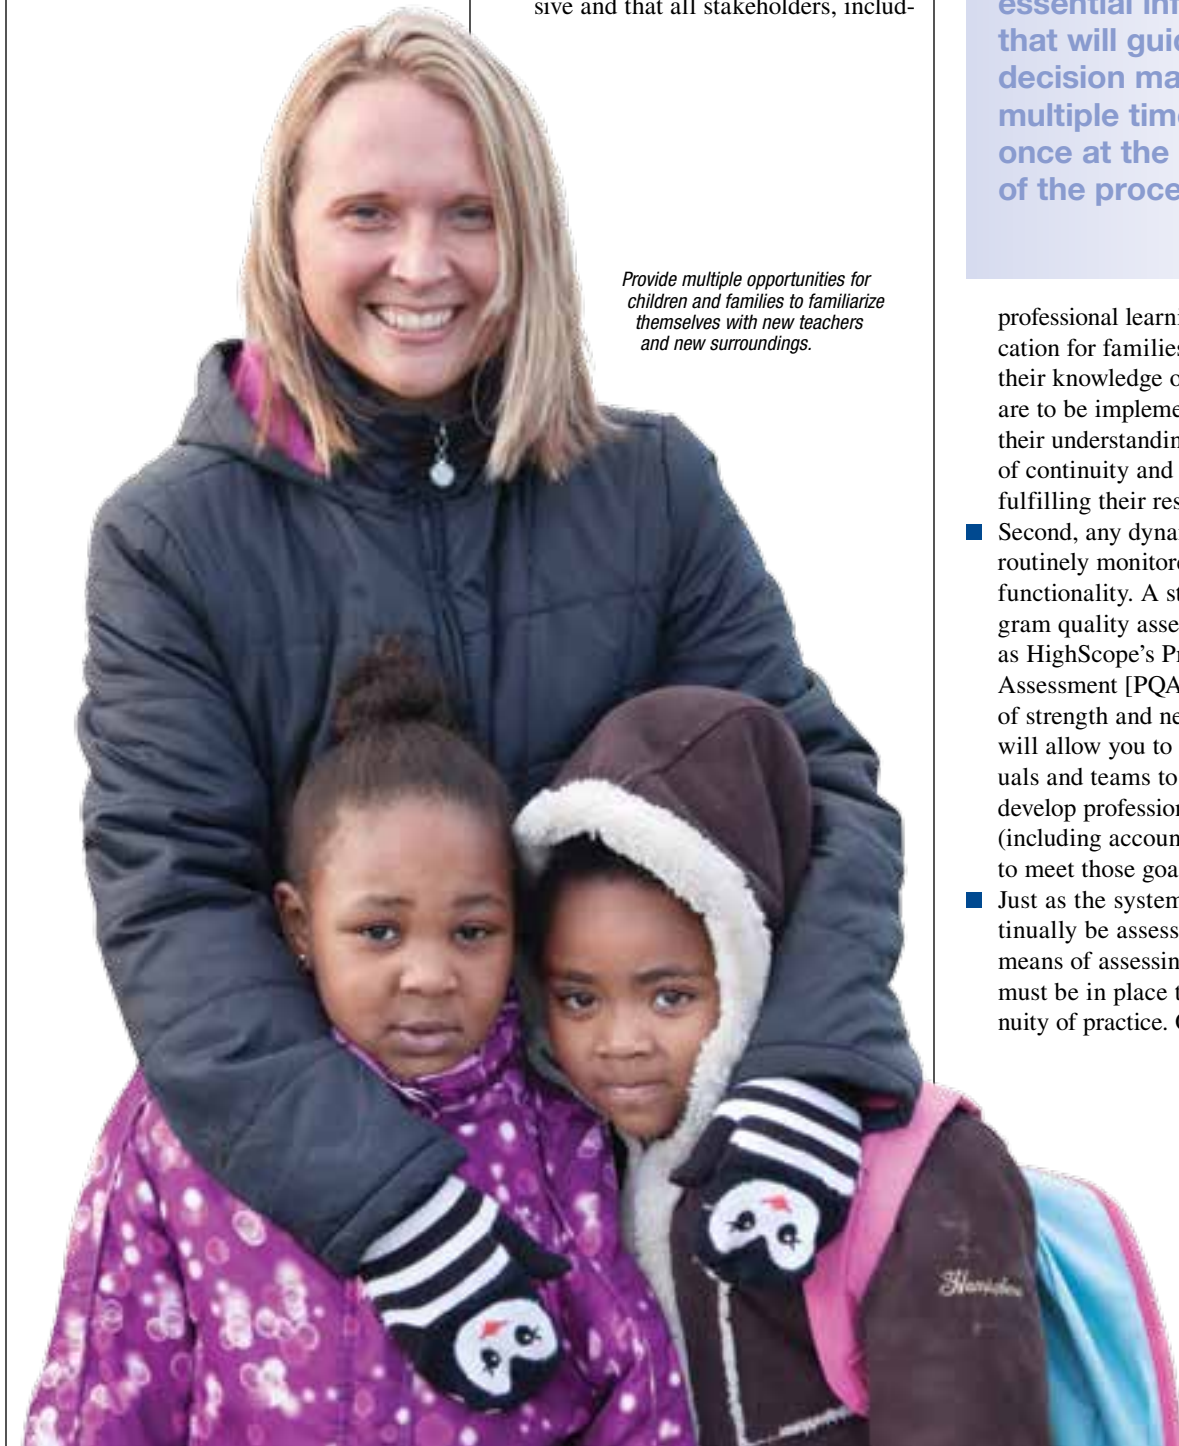 sive and that all stakeholders, includ-
Provide multiple opportunities for
children and families to familiarize
themselves with new teachers
and new surroundings.
essential inf
that will guid
decision ma
multiple time
once at the
of the proce
professional learni
cation for families
their knowledge o
are to be impleme
their understandin
of continuity and
fulfilling their res
■ Second, any dynam
routinely monitore
functionality. A st
gram quality asse
as HighScope's Pr
Assessment [PQA
of strength and ne
will allow you to
uals and teams to
develop profession
(including accoun
to meet those goa
■ Just as the system
tinually be assess
means of assessin
must be in place t
nuity of practice.